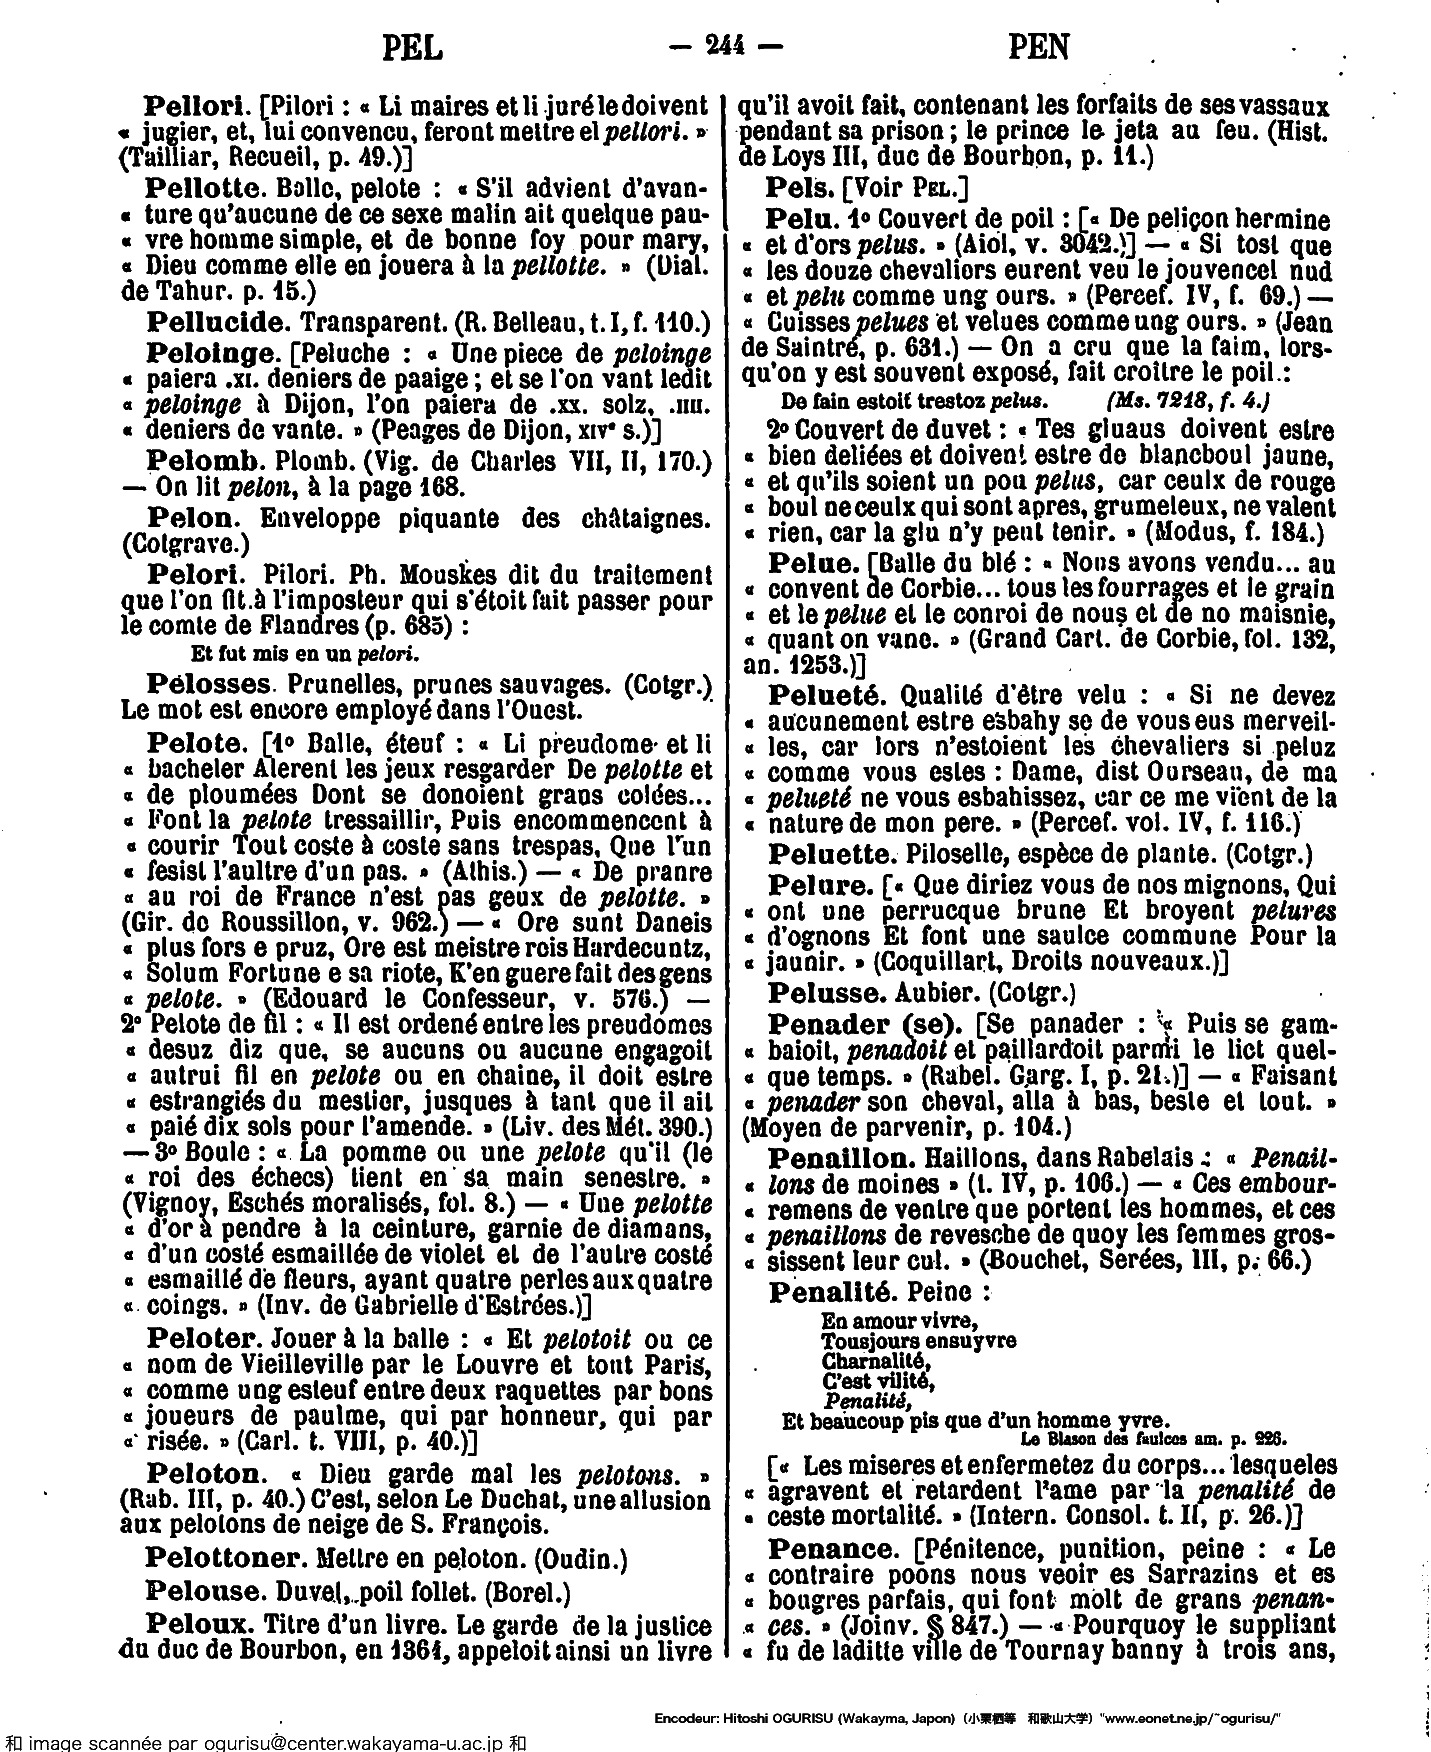 PEL — 244 — PEN
Pellori. [Pilori : « Li maires et li juré le doivent
« jugier, et, lui convencu, feront mettre el pellori. »
(Tailliar, Recueil, p. 49.)]
Pellotte. Balle, pelote : « S'il advient d'avan-
« ture qu'aucune de ce sexe malin ait quelque pau-
« vre homme simple, et de bonne foy pour mary,
« Dieu comme elle en jouera à la pellotte. » (Dial.
de Tahur. p. 15.)
Pellucide. Transparent. (R. Belleau, t. I, f. 110.)
Peloinge. [Peluche : « Une piece de peloinge
« paiera .XI. deniers de paaige ; et se l'on vant ledit
« peloinge à Dijon, l'on paiera de .XX. solz, .IIII.
« deniers de vante. » (Peages de Dijon, XIVe s.)]
Pelomb. Plomb. (Vig. de Charles VII, II, 170.)
— On lit pelon, à la page 168.
Pelon. Enveloppe piquante des châtaignes.
(Cotgrave.)
Pelori. Pilori. Ph. Mouskes dit du traitement
que l'on fit à l'imposteur qui s'étoit fait passer pour
le comte de Flandres (p. 685) :
Et fut mis en un pelori.
Pélosses. Prunelles, prunes sauvages. (Cotgr.)
Le mot est encore employé dans l'Ouest.
Pelote. [1º Balle, éteuf : « Li preudome et li
« bacheler Alerent les jeux resgarder De pelotte et
« de ploumées Dont se donoient grans colées...
« Font la pelote tressaillir, Puis encommencent à
« courir Tout coste à coste sans trespas, Que l'un
« fesist l'aultre d'un pas. » (Athis.) — « De pranre
« au roi de France n'est pas geux de pelotte. »
(Gir. de Roussillon, v. 962.) — « Ore sunt Daneis
« plus fors e pruz, Ore est meistre rois Hardecuntz,
« Solum Fortune e sa riote, K'en guere fait des gens
« pelote. » (Edouard le Confesseur, v. 576.) —
2º Pelote de fil : « Il est ordené entre les preudomes
« desuz diz que, se aucuns ou aucune engagoit
« autrui fil en pelote ou en chaine, il doit estre
« estrangiés du mestier, jusques à tant que il ait
« paié dix sols pour l'amende. » (Liv. des Mét. 390.)
— 3º Boule : « La pomme ou une pelote qu'il (le
« roi des échecs) tient en sa main senestre. »
(Vignoy, Eschés moralisés, fol. 8.) — « Une pelotte
« d'or à pendre à la ceinture, garnie de diamans,
« d'un costé esmaillée de violet et de l'autre costé
« esmaillé de fleurs, ayant quatre perles aux quatre
« coings. » (Inv. de Gabrielle d'Estrées.)]
Peloter. Jouer à la balle : « Et pelotoit ou ce
« nom de Vieilleville par le Louvre et tout Paris,
« comme ung esteuf entre deux raquettes par bons
« joueurs de paulme, qui par honneur, qui par
« risée. » (Carl. t. VIII, p. 40.)]
Peloton. « Dieu garde mal les pelotons. »
(Rab. III, p. 40.) C'est, selon Le Duchat, une allusion
aux pelotons de neige de S. François.
Pelottoner. Mettre en peloton. (Oudin.)
Pelouse. Duvet, poil follet. (Borel.)
Peloux. Titre d'un livre. Le garde de la justice
du duc de Bourbon, en 1364, appeloit ainsi un livre
qu'il avoit fait, contenant les forfaits de ses vassaux
pendant sa prison ; le prince le jeta au feu. (Hist.
de Loys III, duc de Bourbon, p. 11.)
Pels. [Voir PEL.]
Pelu. 1º Couvert de poil : [« De peliçon hermine
« et d'ors pelus. » (Aiol, v. 3042.)] — « Si tost que
« les douze chevaliors eurent veu le jouvencel nud
« et pelu comme ung ours. » (Percef. IV, f. 69.) —
« Cuisses pelues et velues comme ung ours. » (Jean
de Saintré, p. 631.) — On a cru que la faim, lors-
qu'on y est souvent exposé, fait croître le poil :
De fain estoit trestoz pelus. (Ms. 7218, f. 4.)
2º Couvert de duvet : « Tes gluaus doivent estre
« bien deliées et doivent estre de blancboul jaune,
« et qu'ils soient un pou pelus, car ceulx de rouge
« boul ne ceulx qui sont apres, grumeleux, ne valent
« rien, car la glu n'y peut tenir. » (Modus, f. 184.)
Pelue. [Balle du blé : « Nous avons vendu... au
« convent de Corbie... tous les fourrages et le grain
« et le pelue et le conroi de nous et de no maisnie,
« quant on vane. » (Grand Cart. de Corbie, fol. 132,
an. 1253.)]
Pelueté. Qualité d'être velu : « Si ne devez
« aucunement estre esbahy se de vous eus merveil-
« les, car lors n'estoient les chevaliers si peluz
« comme vous estes : Dame, dist Ourseau, de ma
« pelueté ne vous esbahissez, car ce me vient de la
« nature de mon pere. » (Percef. vol. IV, f. 116.)
Peluette. Piloselle, espèce de plante. (Cotgr.)
Pelure. [« Que diriez vous de nos mignons, Qui
« ont une perrucque brune Et broyent pelures
« d'ognons Et font une saulce commune Pour la
« jaunir. » (Coquillart, Droits nouveaux.)]
Pelusse. Aubier. (Cotgr.)
Penader (se). [Se panader : « Puis se gam-
« baioit, penadoit et paillardoit parmi le lict quel-
« que temps. » (Rabel. Garg. I, p. 21.)] — « Faisant
« penader son cheval, alla à bas, beste et tout. »
(Moyen de parvenir, p. 104.)
Penaillon. Haillons, dans Rabelais : « Penail-
« lons de moines » (t. IV, p. 106.) — « Ces embour-
« remens de ventre que portent les hommes, et ces
« penaillons de revesche de quoy les femmes gros-
« sissent leur cul. » (Bouchet, Serées, III, p. 66.)
Penalité. Peine :
En amour vivre,
Tousjours ensuyvre
Charnalité,
C'est vilité,
Penalité,
Et beaucoup pis que d'un homme yvre.
Le Blason des faulces am. p. 226.
[« Les miseres et enfermetez du corps... lesqueles
« agravent et retardent l'ame par la penalité de
« ceste mortalité. » (Intern. Consol. t. II, p. 26.)]
Penance. [Pénitence, punition, peine : « Le
« contraire poons nous veoir es Sarrazins et es
« bougres parfais, qui font molt de grans penan-
« ces. » (Joinv. § 847.) — « Pourquoy le suppliant
« fu de laditte ville de Tournay banny à trois ans,
Encodeur: Hitoshi OGURISU (Wakayma, Japon) (小栗栖等 和歌山大学) "www.eonet.ne.jp/~ogurisu/"
和 image scannée par ogurisu@center.wakayama-u.ac.jp 和